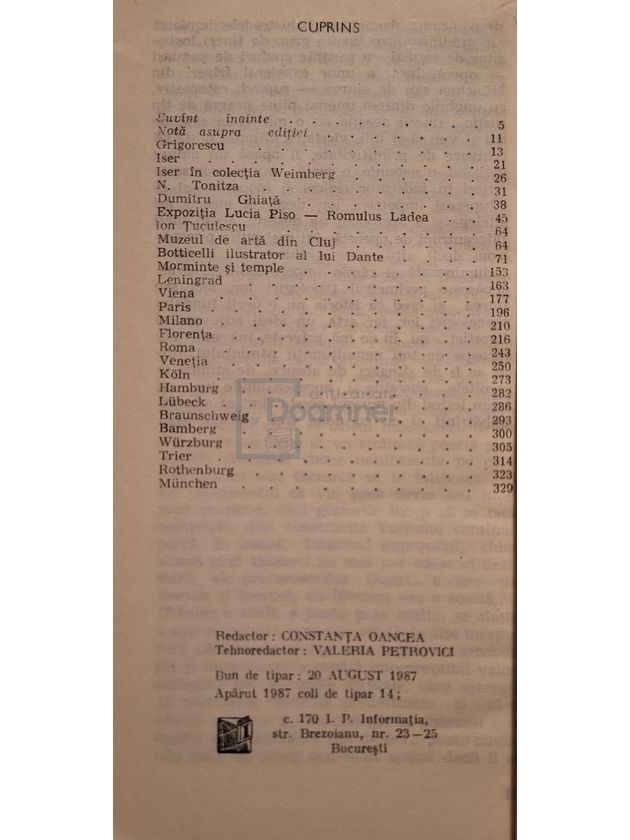 CUPRINS
Cuvînt înainte . . . . . . . . 5
Notă asupra ediției . . . . . . . 11
Grigorescu . . . . . . . . . 13
Iser . . . . . . . . . . 21
Iser în colecția Weimberg . . . . . 26
N. Tonitza . . . . . . . . . 31
Dumitru Ghiață . . . . . . . . 38
Expoziția Lucia Piso — Romulus Ladea . . 45
Ion Țuculescu . . . . . . . . 64
Muzeul de artă din Cluj . . . . . . 64
Botticelli ilustrator al lui Dante . . . . 71
Morminte și temple . . . . . . . 153
Leningrad . . . . . . . . . 163
Viena . . . . . . . . . . 177
Paris . . . . . . . . . . 196
Milano . . . . . . . . . . 210
Florența . . . . . . . . . 216
Roma . . . . . . . . . . 243
Veneția . . . . . . . . . . 250
Köln . . . . . . . . . . 273
Hamburg . . . . . . . . . 282
Lübeck . . . . . . . . . . 286
Braunschweig . . . . . . . . 293
Bamberg . . . . . . . . . 300
Würzburg . . . . . . . . . 305
Trier . . . . . . . . . . 314
Rothenburg . . . . . . . . . 323
München . . . . . . . . . 329
anticariat
Doamnei
Redactor : CONSTANȚA OANCEA
Tehnoredactor : VALERIA PETROVICI
Bun de tipar : 20 AUGUST 1987
Apărut 1987 coli de tipar 14 ;
c. 170 I. P. Informația,
str. Brezoianu, nr. 23—25
București